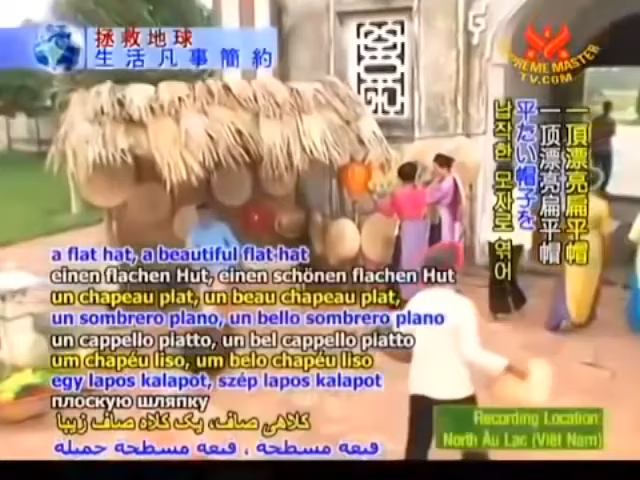 拯救地球
生活凡事簡約
SUPREME MASTER
TV.COM
一頂漂亮扁平帽
一顶漂亮扁平帽
平たい帽子を
납작한 모자도 엮어
a flat hat, a beautiful flat hat
einen flachen Hut, einen schönen flachen Hut
un chapeau plat, un beau chapeau plat,
un sombrero plano, un bello sombrero plano
un cappello piatto, un bel cappello piatto
um chapéu liso, um belo chapéu liso
egy lapos kalapot, szép lapos kalapot
плоскую шляпку
کلاهی صاف، یک کلاه صاف زیبا
قبعة مسطحة ، قبعة مسطحة جميلة
Recording Location:
North Âu Lạc (Việt Nam)